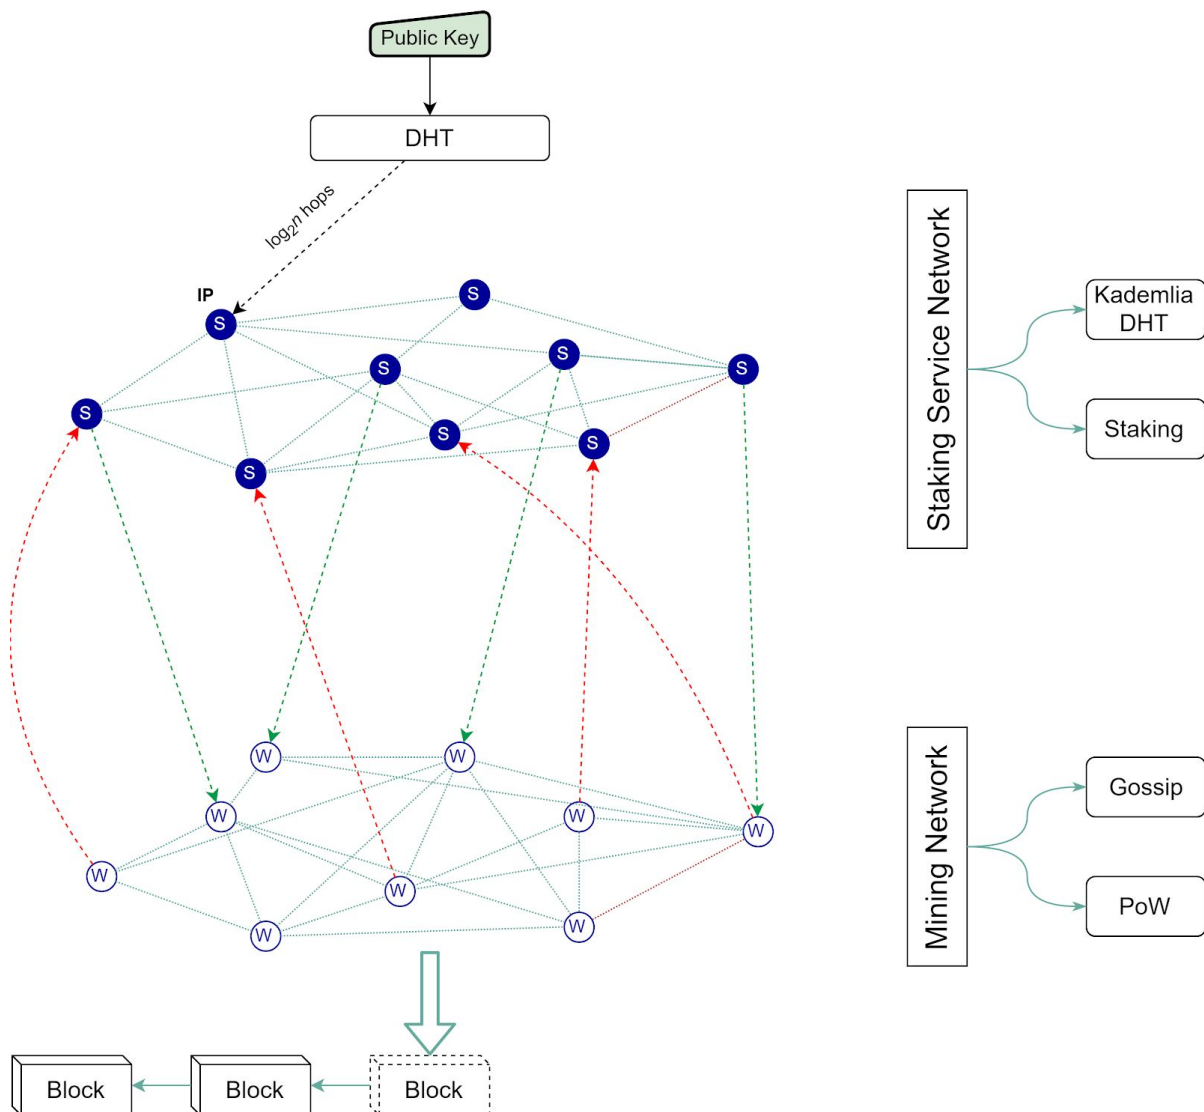 Public Key
DHT
log₂n hops
IP
S
S
S
S
S
S
S
S
S
W
W
W
W
W
W
W
W
W
Block
Block
Block
Staking Service Network
Kademlia
DHT
Staking
Mining Network
Gossip
PoW